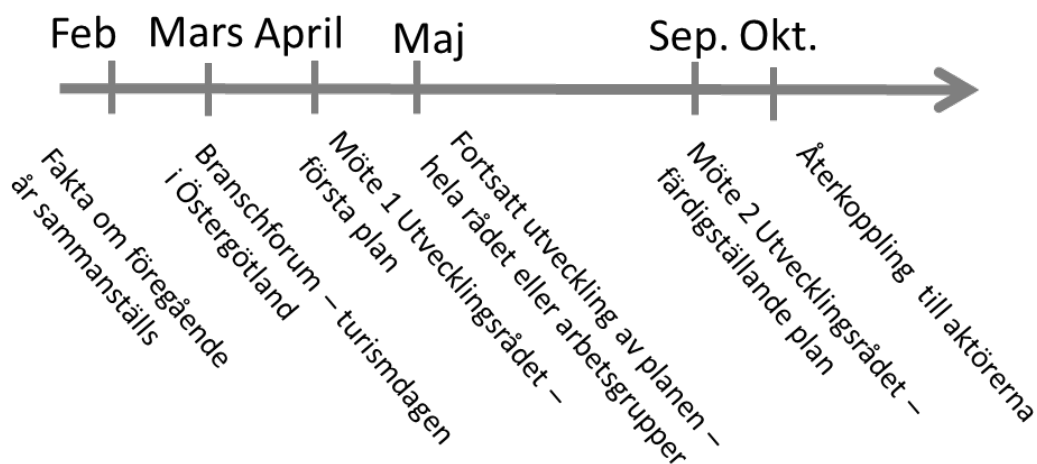 Feb Mars April Maj Sep. Okt.
Fakta om föregående
år sammanställs
Branschforum – turismdagen
i Östergötland
Möte 1 Utvecklingsrådet –
första plan
Fortsatt utveckling av planen –
hela rådet eller arbetsgrupper
Möte 2 Utvecklingsrådet –
färdigställande plan
Återkoppling till aktörerna